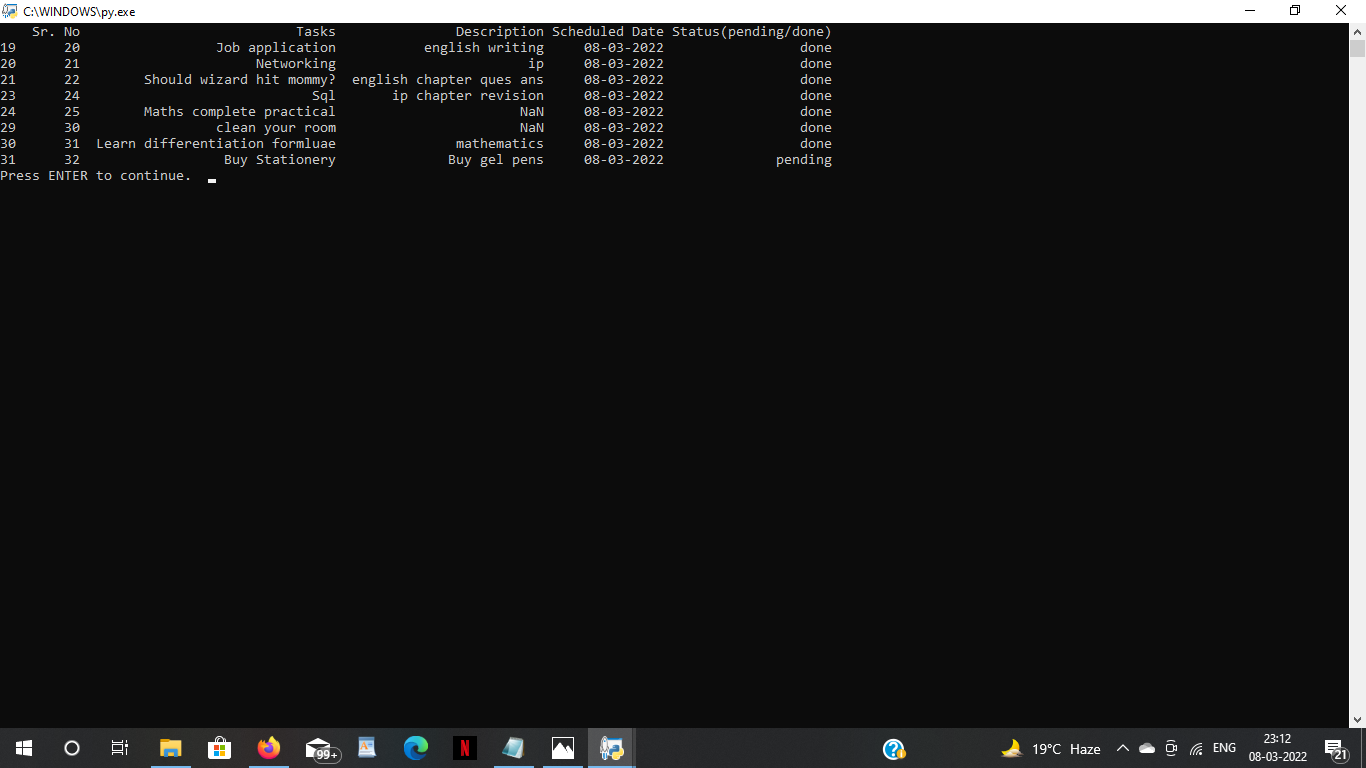 C:\WINDOWS\py.exe
Sr. No Tasks Description Scheduled Date Status(pending/done)
19 20 Job application english writing 08-03-2022 done
20 21 Networking ip 08-03-2022 done
21 22 Should wizard hit mommy? english chapter ques ans 08-03-2022 done
23 24 Sql ip chapter revision 08-03-2022 done
24 25 Maths complete practical NaN 08-03-2022 done
29 30 clean your room NaN 08-03-2022 done
30 31 Learn differentiation formluae mathematics 08-03-2022 done
31 32 Buy Stationery Buy gel pens 08-03-2022 pending
Press ENTER to continue.
99+
N
19°C Haze
ENG
23:12
08-03-2022
21